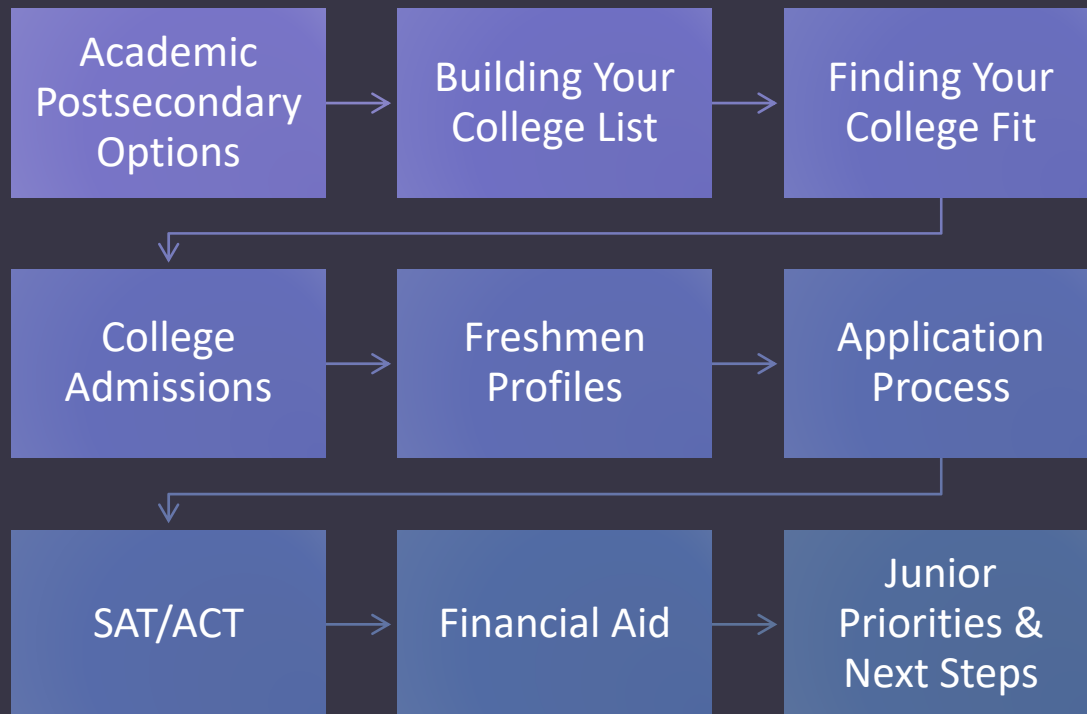 Academic
Postsecondary
Options
Building Your
College List
Finding Your
College Fit
College
Admissions
Freshmen
Profiles
Application
Process
SAT/ACT
Financial Aid
Junior
Priorities &
Next Steps